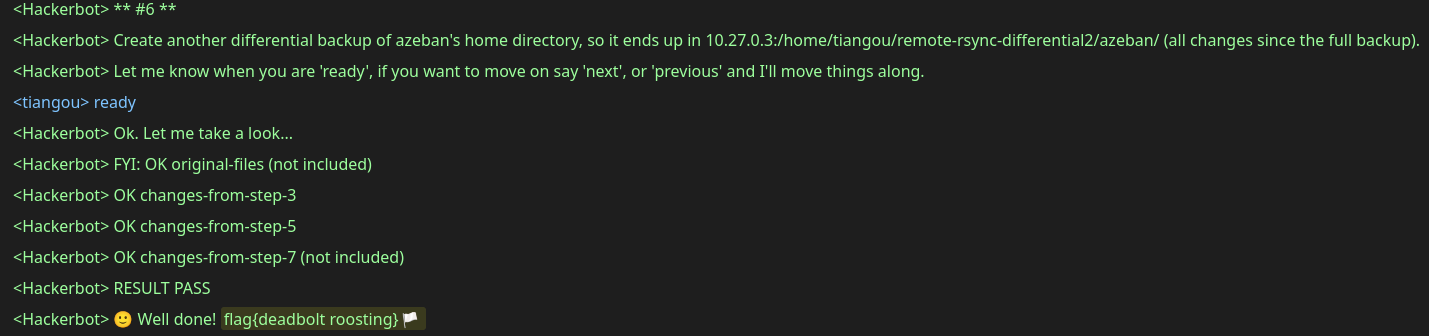 <Hackerbot> ** #6 **
<Hackerbot> Create another differential backup of azeban's home directory, so it ends up in 10.27.0.3:/home/tiangou/remote-rsync-differential2/azeban/ (all changes since the full backup).
<Hackerbot> Let me know when you are 'ready', if you want to move on say 'next', or 'previous' and I'll move things along.
<tiangou> ready
<Hackerbot> Ok. Let me take a look...
<Hackerbot> FYI: OK original-files (not included)
<Hackerbot> OK changes-from-step-3
<Hackerbot> OK changes-from-step-5
<Hackerbot> OK changes-from-step-7 (not included)
<Hackerbot> RESULT PASS
<Hackerbot> 🙂 Well done! flag{deadbolt roosting} 🏳